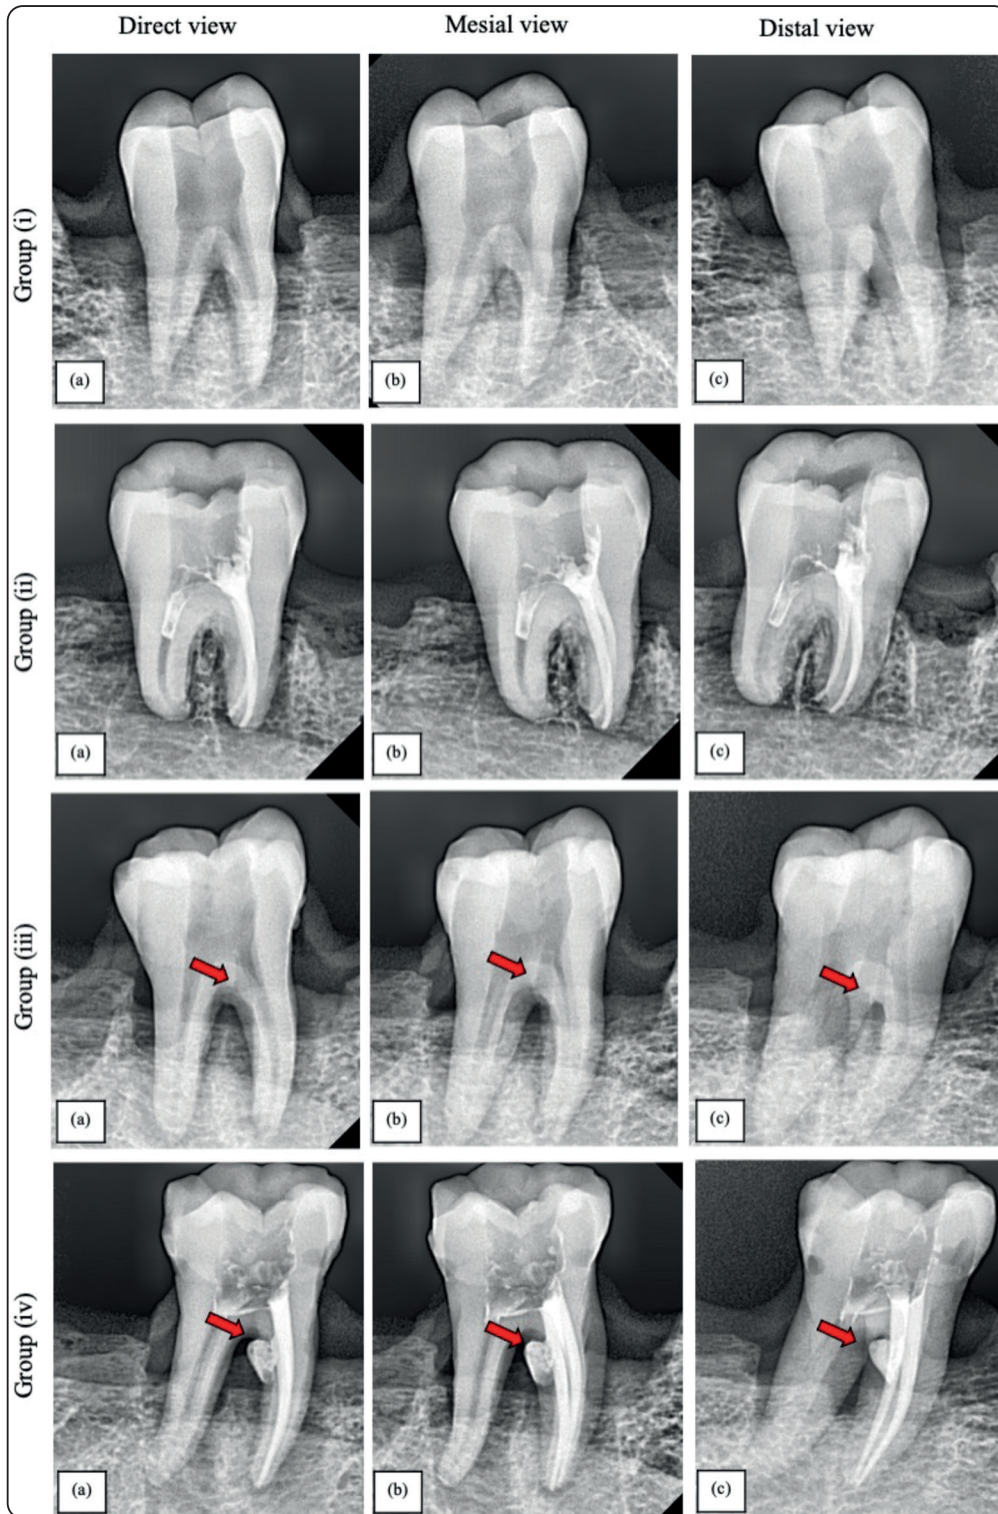 Direct view
Mesial view
Distal view
Group (i)
(a)
(b)
(c)
Group (ii)
(a)
(b)
(c)
Group (iii)
(a)
(b)
(c)
Group (iv)
(a)
(b)
(c)